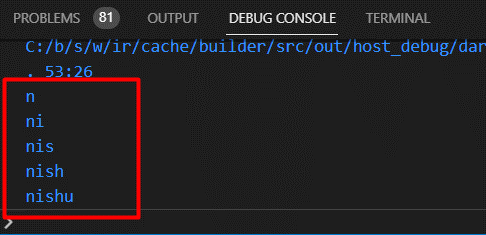 PROBLEMS 81 OUTPUT DEBUG CONSOLE TERMINAL
C:/b/s/w/ir/cache/builder/src/out/host_debug/dar
. 53:26
n
ni
nis
nish
nishu